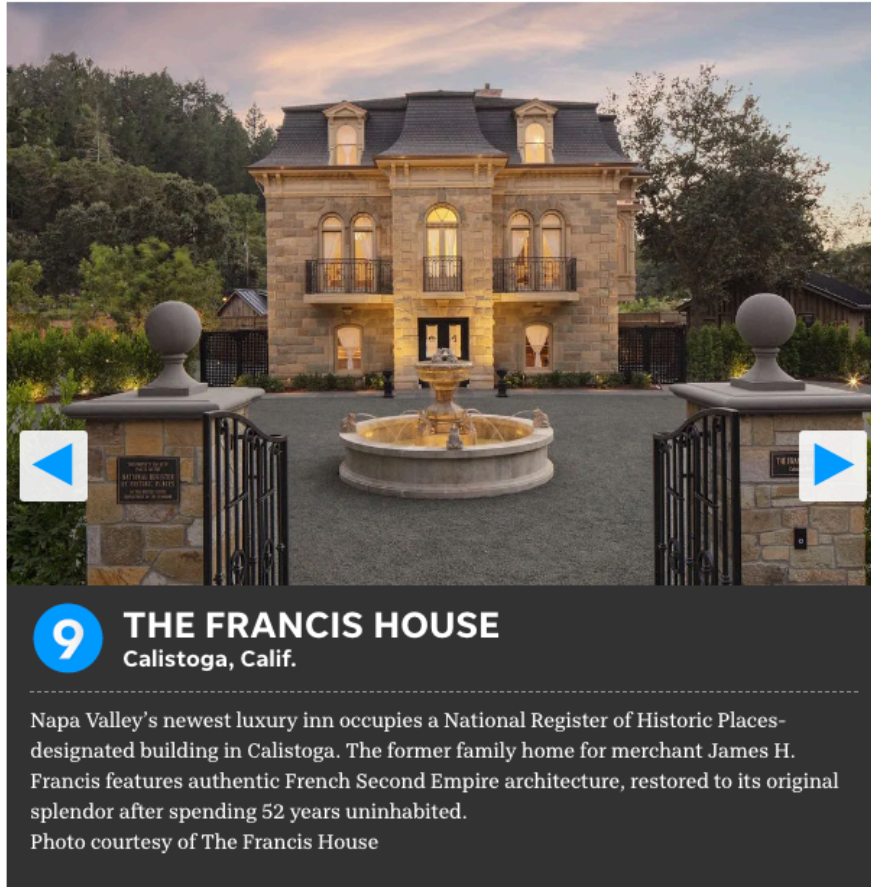 NATIONAL REGISTER
OF HISTORIC PLACES
9
THE FRANCIS HOUSE
Calistoga, Calif.
Napa Valley’s newest luxury inn occupies a National Register of Historic Places-
designated building in Calistoga. The former family home for merchant James H.
Francis features authentic French Second Empire architecture, restored to its original
splendor after spending 52 years uninhabited.
Photo courtesy of The Francis House